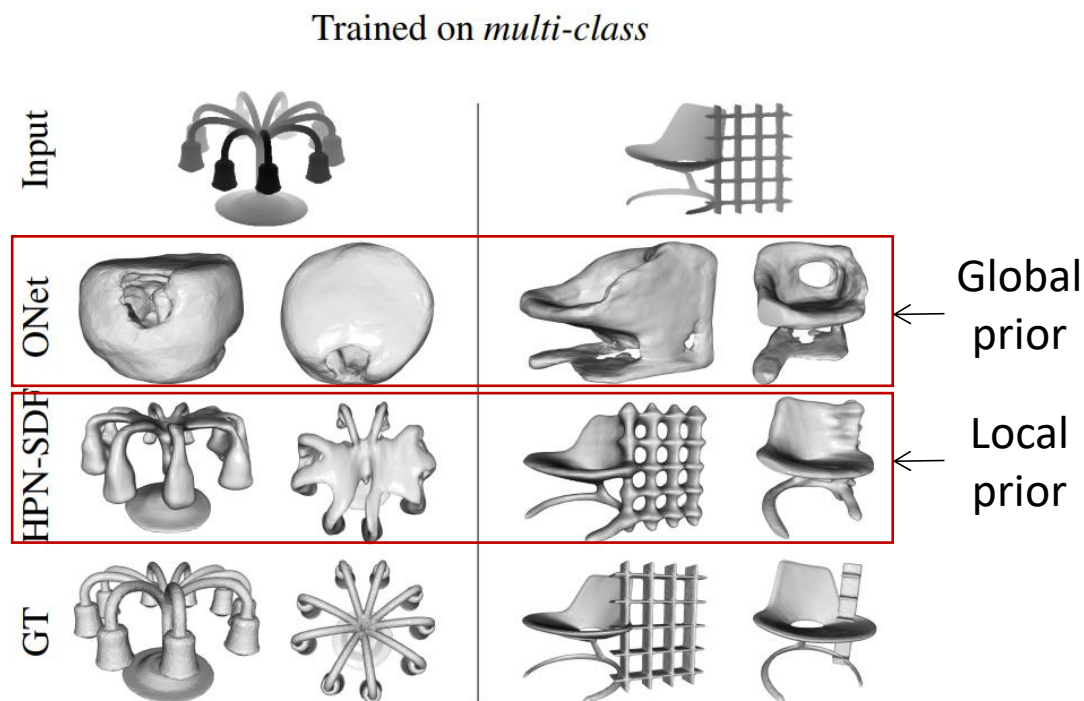 Trained on multi-class
Input
ONet
Global
prior
HPN-SDF
Local
prior
GT